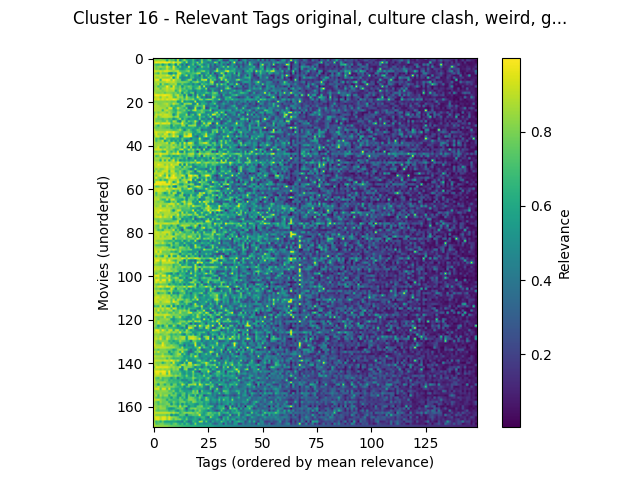 Cluster 16 - Relevant Tags original, culture clash, weird, g...
0
20
40
60
80
100
120
140
160
Movies (unordered)
0 25 50 75 100 125
Tags (ordered by mean relevance)
0.8
0.6
0.4
0.2
Relevance